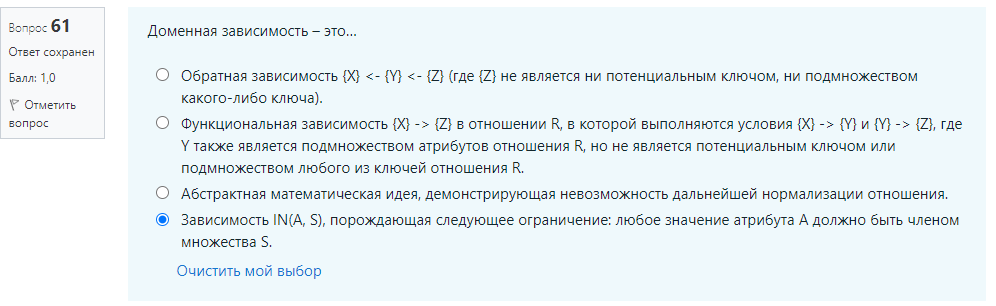 Вопрос 61
Ответ сохранен
Балл: 1,0
Отметить
вопрос
Доменная зависимость – это...
Обратная зависимость {X} <- {Y} <- {Z} (где {Z} не является ни потенциальным ключом, ни подмножеством
какого-либо ключа).
Функциональная зависимость {X} -> {Z} в отношении R, в которой выполняются условия {X} -> {Y} и {Y} -> {Z}, где
Y также является подмножеством атрибутов отношения R, но не является потенциальным ключом или
подмножеством любого из ключей отношения R.
Абстрактная математическая идея, демонстрирующая невозможность дальнейшей нормализации отношения.
Зависимость IN(A, S), порождающая следующее ограничение: любое значение атрибута A должно быть членом
множества S.
Очистить мой выбор